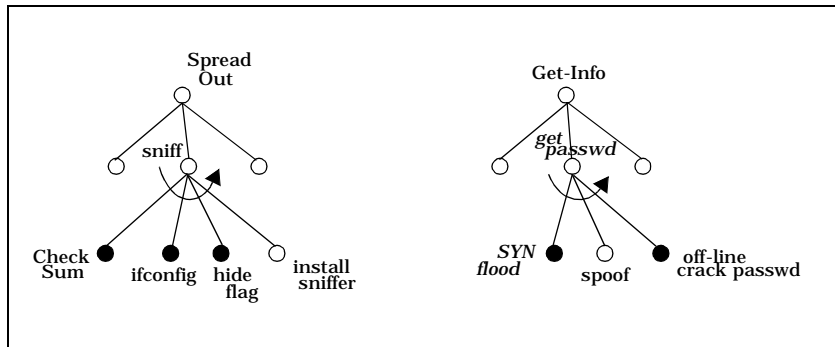 Spread
Out
sniff
Check
Sum
ifconfig
hide
flag
install
sniffer
Get-Info
get
passwd
SYN
flood
spoof
off-line
crack passwd